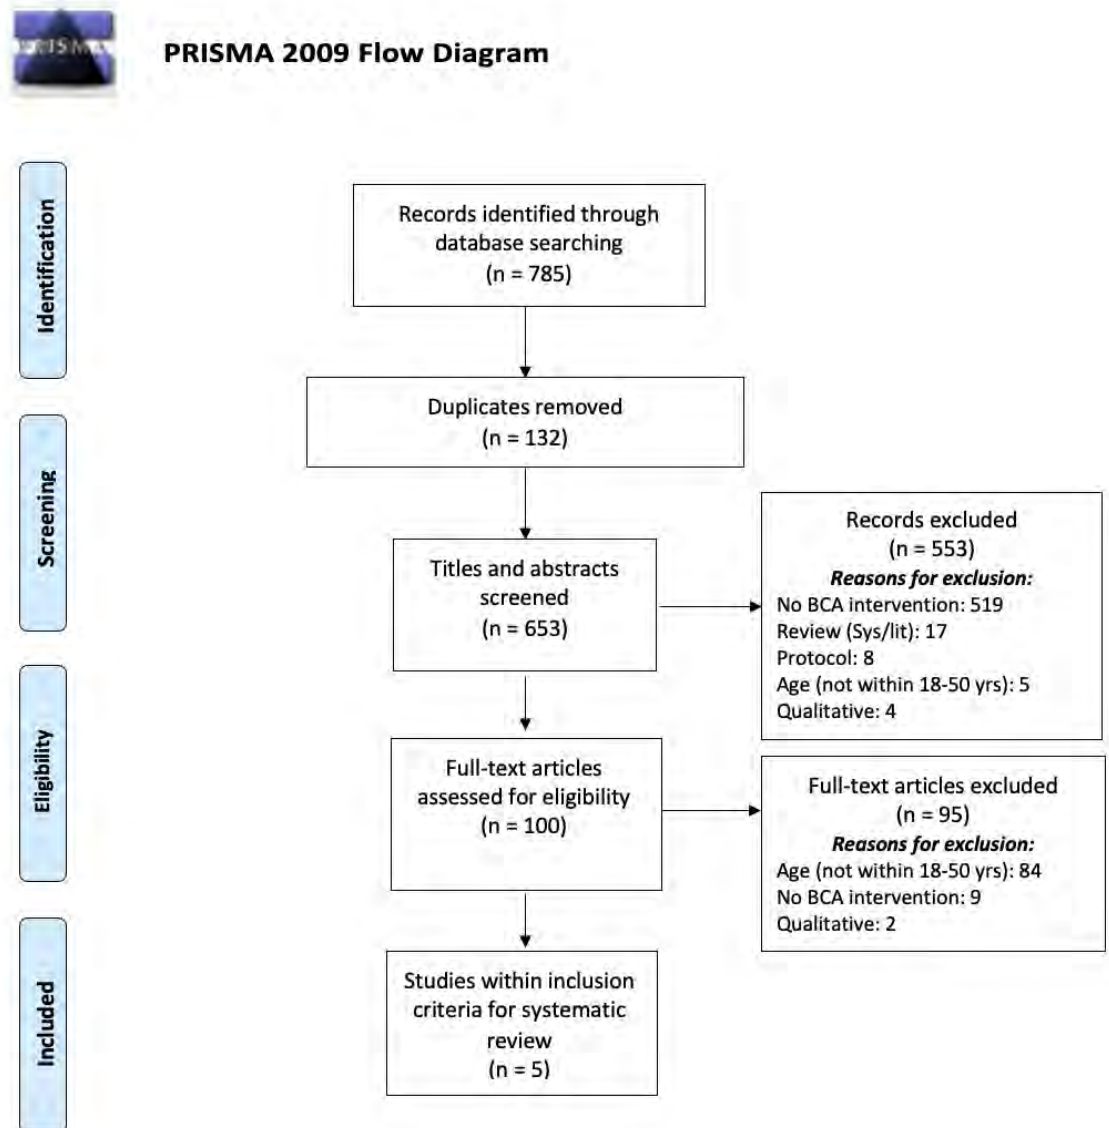 PRISMA
PRISMA 2009 Flow Diagram
Identification
Records identified through
database searching
(n = 785)
Duplicates removed
(n = 132)
Screening
Titles and abstracts
screened
(n = 653)
Records excluded
(n = 553)
Reasons for exclusion:
No BCA intervention: 519
Review (Sys/lit): 17
Protocol: 8
Age (not within 18-50 yrs): 5
Qualitative: 4
Eligibility
Full-text articles
assessed for eligibility
(n = 100)
Full-text articles excluded
(n = 95)
Reasons for exclusion:
Age (not within 18-50 yrs): 84
No BCA intervention: 9
Qualitative: 2
Included
Studies within inclusion
criteria for systematic
review
(n = 5)